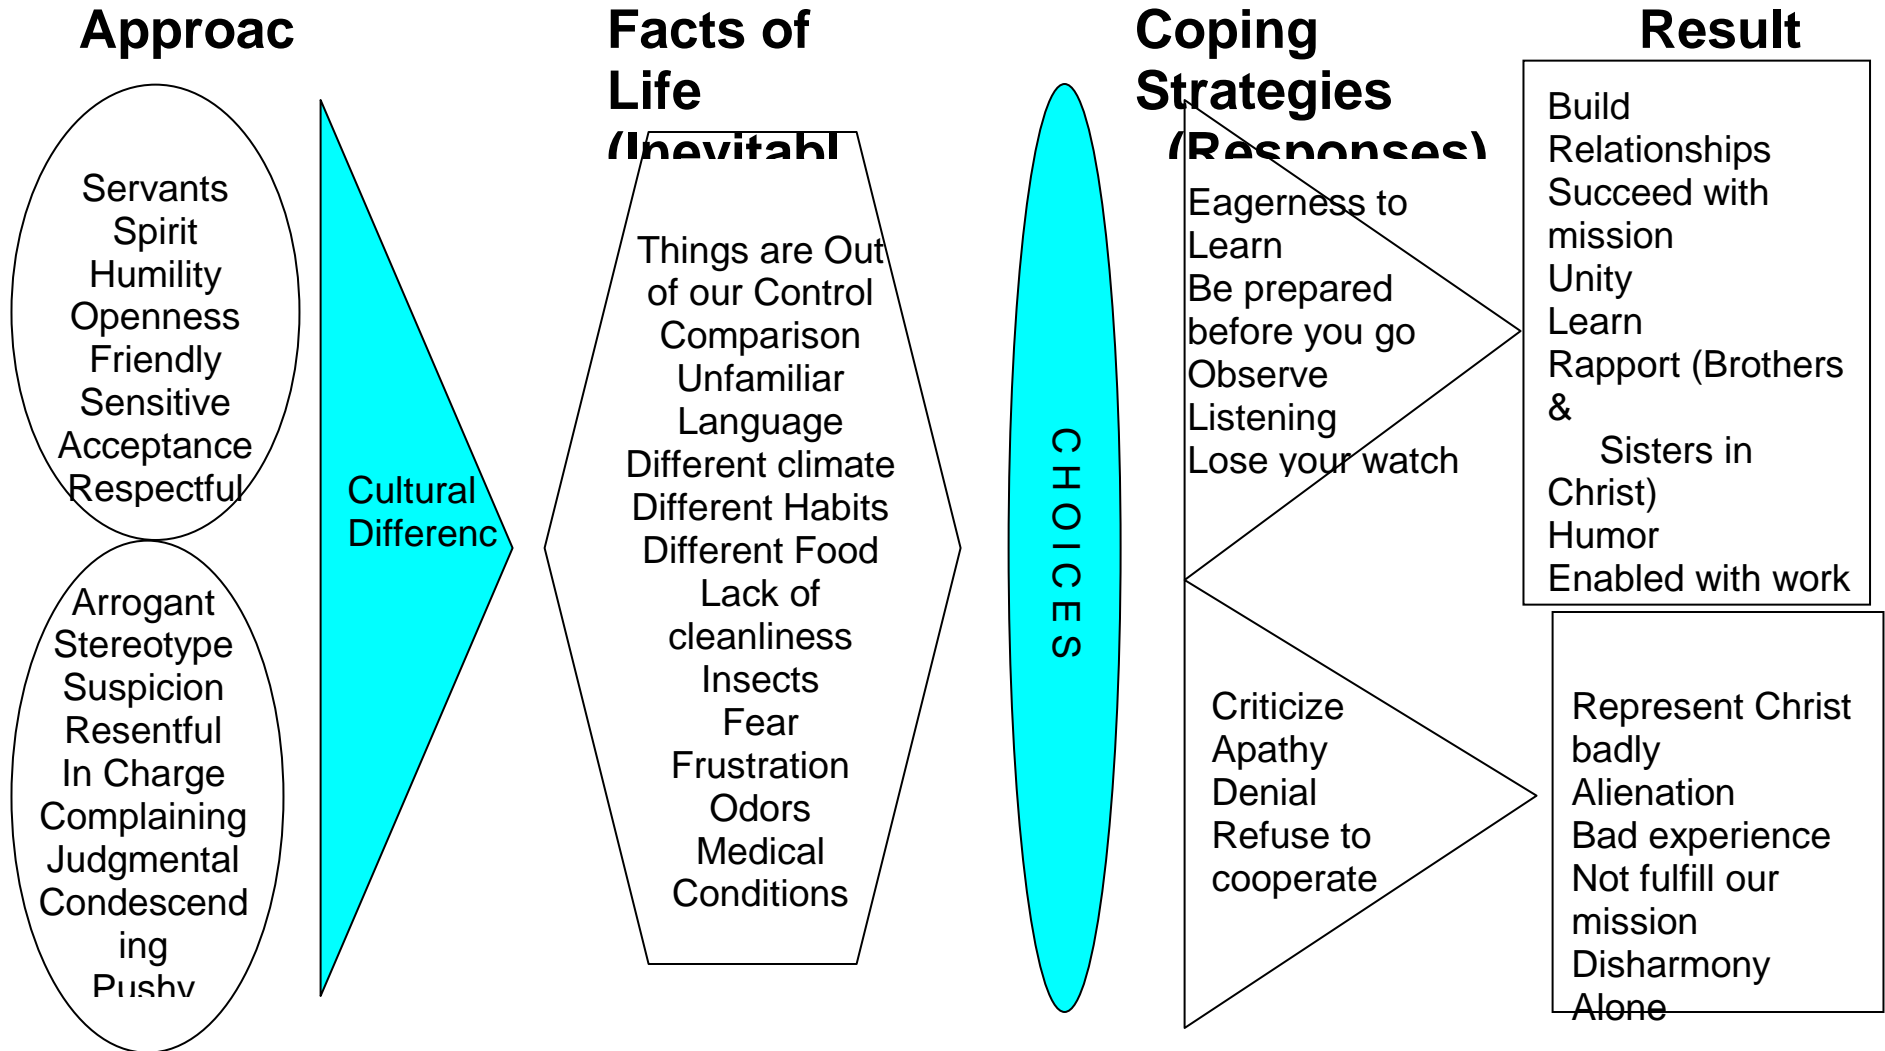 Approac
Facts of
Life
(Inevitabl
Coping
Strategies
(Responses)
Result
Servants
Spirit
Humility
Openness
Friendly
Sensitive
Acceptance
Respectful
Arrogant
Stereotype
Suspicion
Resentful
In Charge
Complaining
Judgmental
Condescend
ing
Pushy
Cultural
Differenc
Things are Out
of our Control
Comparison
Unfamiliar
Language
Different climate
Different Habits
Different Food
Lack of
cleanliness
Insects
Fear
Frustration
Odors
Medical
Conditions
CHOICES
Eagerness to
Learn
Be prepared
before you go
Observe
Listening
Lose your watch
Criticize
Apathy
Denial
Refuse to
cooperate
Build
Relationships
Succeed with
mission
Unity
Learn
Rapport (Brothers
&
Sisters in
Christ)
Humor
Enabled with work
Represent Christ
badly
Alienation
Bad experience
Not fulfill our
mission
Disharmony
Alone